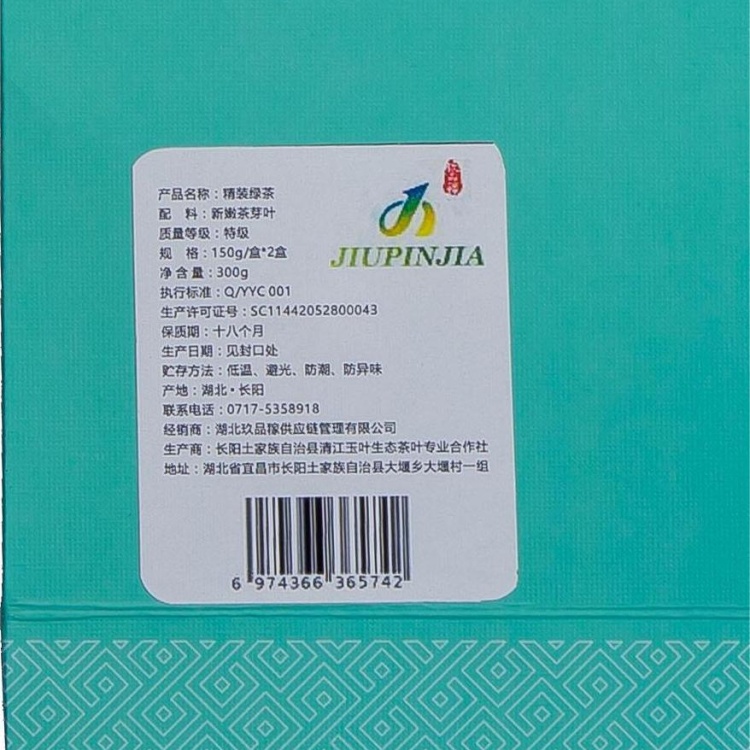 产品名称：精装绿茶
配 料：新嫩茶芽叶
质量等级：特级
规 格：150g/盒*2盒
净含量：300g
执行标准：Q/YYC 001
生产许可证号：SC11442052800043
保质期：十八个月
生产日期：见封口处
贮存方法：低温、避光、防潮、防异味
产地：湖北·长阳
联系电话：0717-5358918
经销商：湖北玖品稼供应链管理有限公司
生产商：长阳土家族自治县清江玉叶生态茶叶专业合作社
地址：湖北省宜昌市长阳土家族自治县大堰乡大堰村一组
JIUPINJIA
6 974366 365742